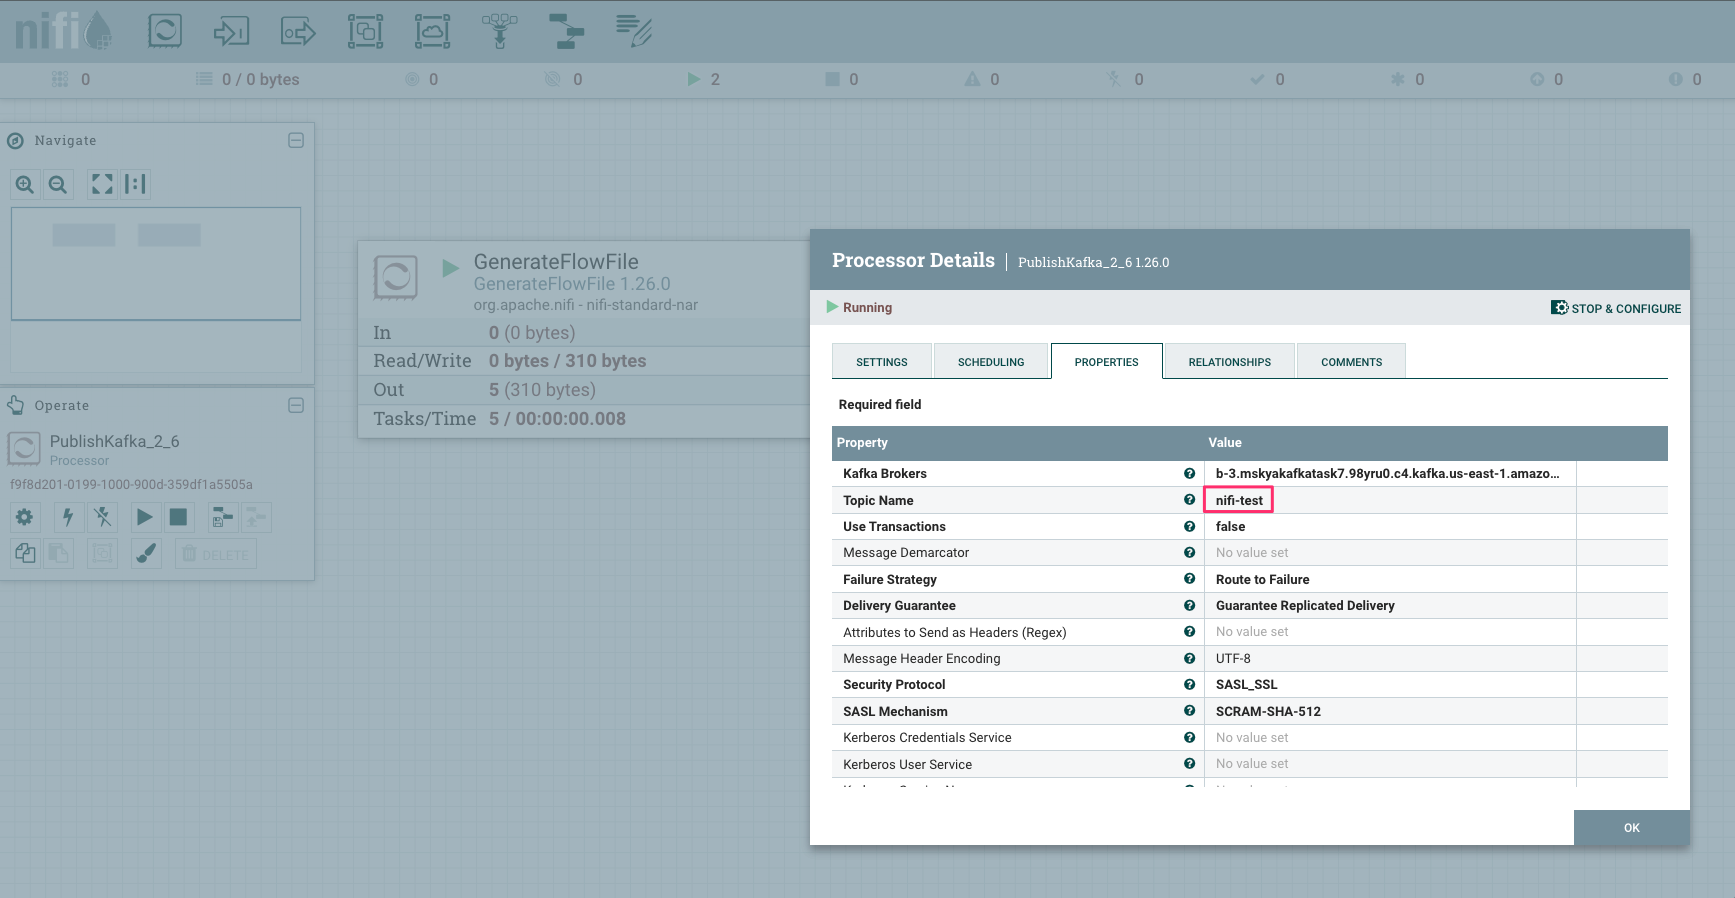 nifi
0 0 / 0 bytes 0 0 2 0 0 0 0 0 0 0
Navigate
Operate
PublishKafka_2_6
Processor
f9f8d201-0199-1000-900d-359df1a5505a
DELETE
GenerateFlowFile
GenerateFlowFile 1.26.0
org.apache.nifi - nifi-standard-nar
In 0 (0 bytes)
Read/Write 0 bytes / 310 bytes
Out 5 (310 bytes)
Tasks/Time 5 / 00:00:00.008
Processor Details | PublishKafka_2_6 1.26.0
Running STOP & CONFIGURE
SETTINGS SCHEDULING PROPERTIES RELATIONSHIPS COMMENTS
Required field
Property Value
Kafka Brokers b-3.mskyakafkatask7.98yru0.c4.kafka.us-east-1.amazo...
Topic Name nifi-test
Use Transactions false
Message Demarcator No value set
Failure Strategy Route to Failure
Delivery Guarantee Guarantee Replicated Delivery
Attributes to Send as Headers (Regex) No value set
Message Header Encoding UTF-8
Security Protocol SASL_SSL
SASL Mechanism SCRAM-SHA-512
Kerberos Credentials Service No value set
Kerberos User Service No value set
OK